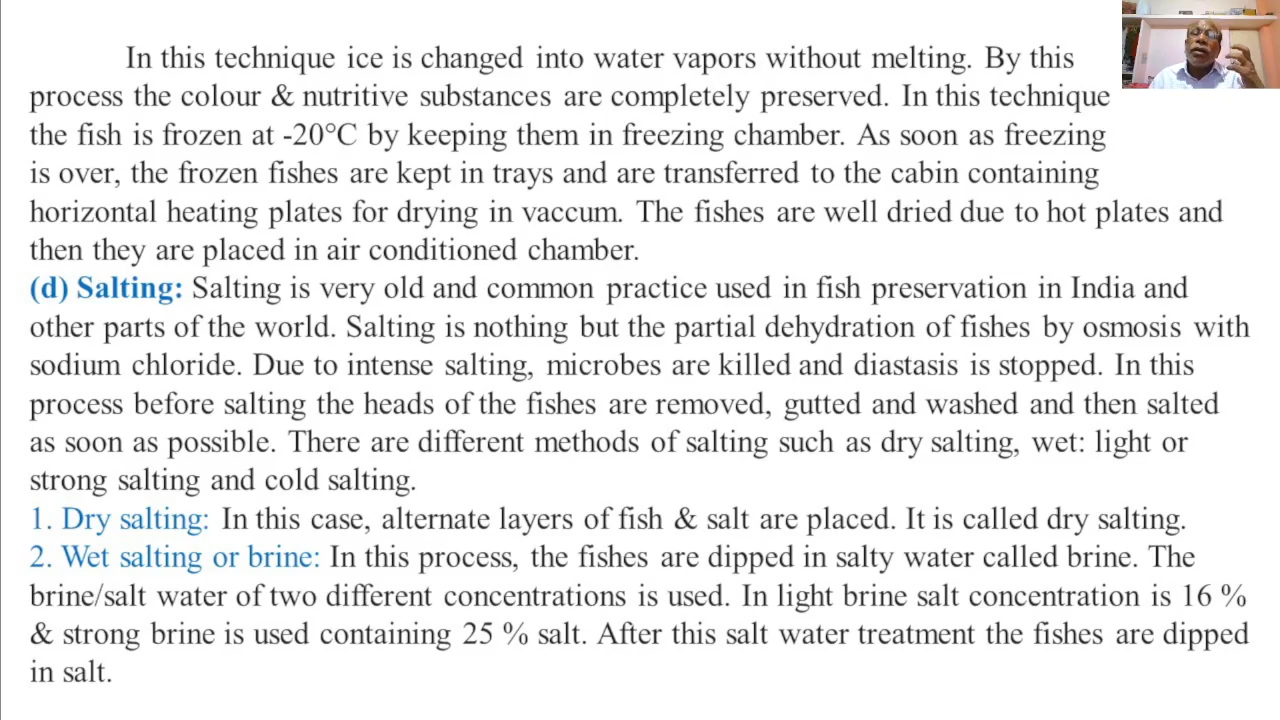 In this technique ice is changed into water vapors without melting. By this
process the colour & nutritive substances are completely preserved. In this technique
the fish is frozen at -20°C by keeping them in freezing chamber. As soon as freezing
is over, the frozen fishes are kept in trays and are transferred to the cabin containing
horizontal heating plates for drying in vaccum. The fishes are well dried due to hot plates and
then they are placed in air conditioned chamber.
(d) Salting: Salting is very old and common practice used in fish preservation in India and
other parts of the world. Salting is nothing but the partial dehydration of fishes by osmosis with
sodium chloride. Due to intense salting, microbes are killed and diastasis is stopped. In this
process before salting the heads of the fishes are removed, gutted and washed and then salted
as soon as possible. There are different methods of salting such as dry salting, wet: light or
strong salting and cold salting.
1. Dry salting: In this case, alternate layers of fish & salt are placed. It is called dry salting.
2. Wet salting or brine: In this process, the fishes are dipped in salty water called brine. The
brine/salt water of two different concentrations is used. In light brine salt concentration is 16 %
& strong brine is used containing 25 % salt. After this salt water treatment the fishes are dipped
in salt.